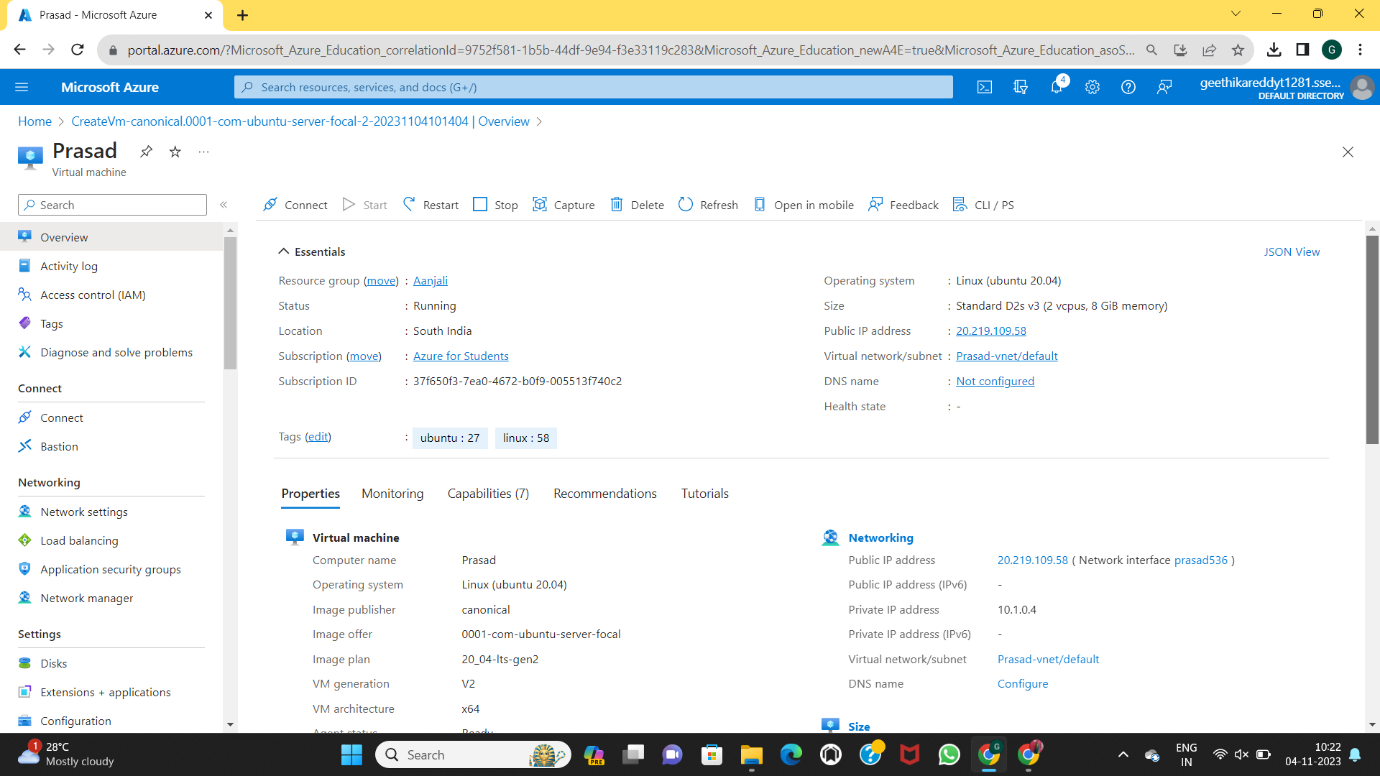 Prasad - Microsoft Azure
portal.azure.com/?Microsoft_Azure_Education_correlationId=9752f581-1b5b-44df-9e94-f3e33119c283&Microsoft_Azure_Education_newA4E=true&Microsoft_Azure_Education_asoS...
G
Microsoft Azure
Search resources, services, and docs (G+/)
4
geethikareddyt1281.sse...
DEFAULT DIRECTORY
Home > CreateVm-canonical.0001-com-ubuntu-server-focal-2-20231104101404 | Overview >
Prasad
Virtual machine
Search
Connect Start Restart Stop Capture Delete Refresh Open in mobile Feedback CLI / PS
Overview
Activity log
Access control (IAM)
Tags
Diagnose and solve problems
Connect
Connect
Bastion
Networking
Network settings
Load balancing
Application security groups
Network manager
Settings
Disks
Extensions + applications
Configuration
Essentials
JSON View
Resource group (move) : Aanjali
Status : Running
Location : South India
Subscription (move) : Azure for Students
Subscription ID : 37f650f3-7ea0-4672-b0f9-005513f740c2
Operating system : Linux (ubuntu 20.04)
Size : Standard D2s v3 (2 vcpus, 8 GiB memory)
Public IP address : 20.219.109.58
Virtual network/subnet : Prasad-vnet/default
DNS name : Not configured
Health state : -
Tags (edit) : ubuntu : 27 linux : 58
Properties Monitoring Capabilities (7) Recommendations Tutorials
Virtual machine
Computer name Prasad
Operating system Linux (ubuntu 20.04)
Image publisher canonical
Image offer 0001-com-ubuntu-server-focal
Image plan 20_04-lts-gen2
VM generation V2
VM architecture x64
Agent status Ready
Networking
Public IP address 20.219.109.58 ( Network interface prasad536 )
Public IP address (IPv6) -
Private IP address 10.1.0.4
Private IP address (IPv6) -
Virtual network/subnet Prasad-vnet/default
DNS name Configure
Size
1
28°C
Mostly cloudy
Search
PRE
G
ENG
IN
10:22
04-11-2023